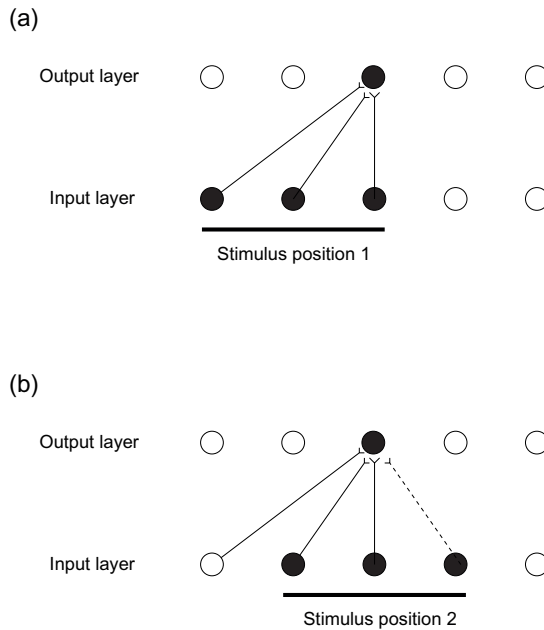 (a)
Output layer
Input layer
Stimulus position 1
(b)
Output layer
Input layer
Stimulus position 2